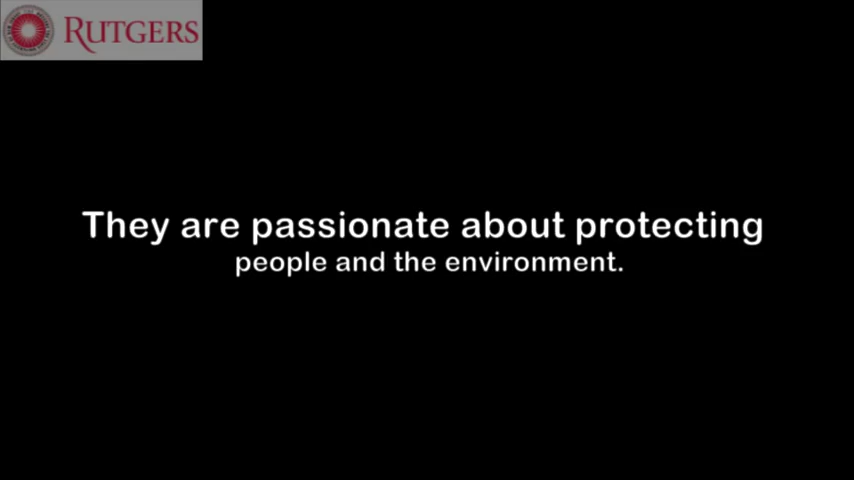 RUTGERS
They are passionate about protecting
people and the environment.